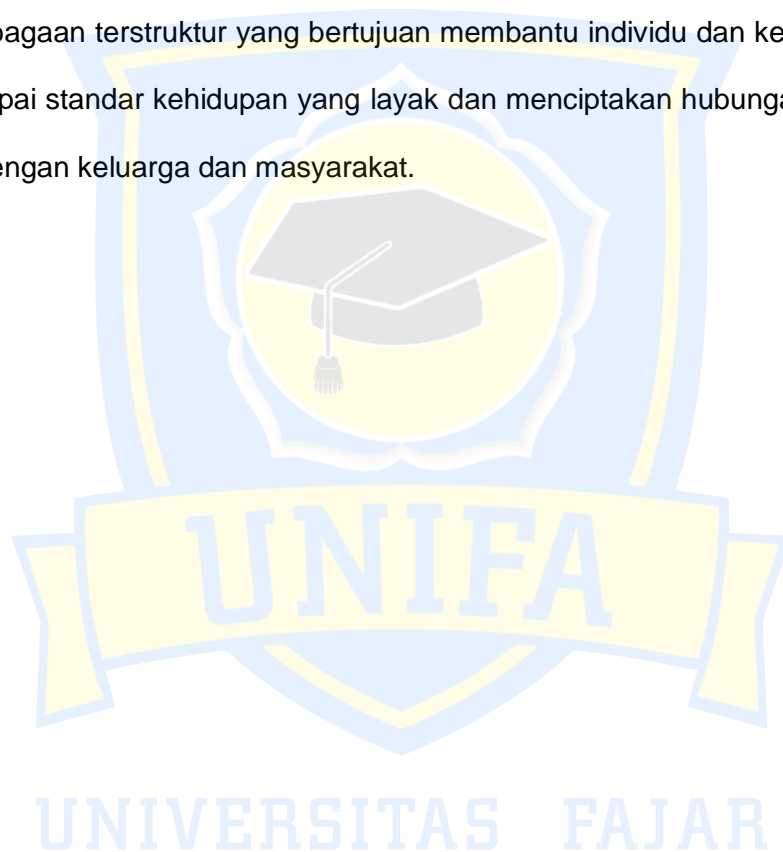 bagaan terstruktur yang bertujuan membantu individu dan ke
pai standar kehidupan yang layak dan menciptakan hubunga
engan keluarga dan masyarakat.
UNIFA
UNIVERSITAS FAJAR